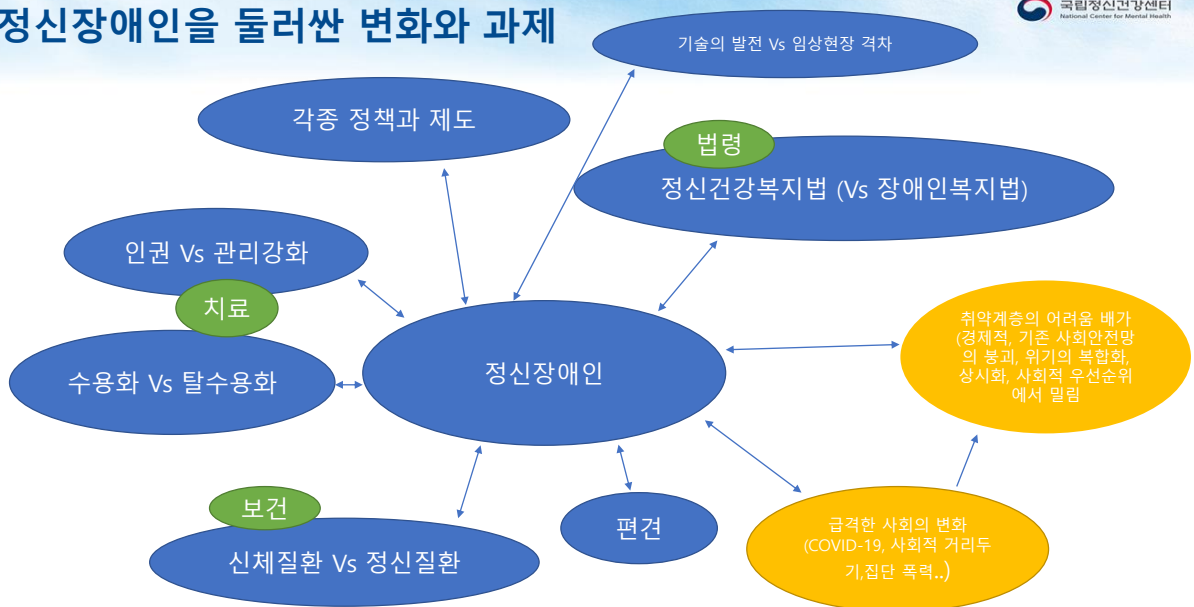 정신장애인을 둘러싼 변화와 과제
국립정신건강센터
National Center for Mental Health
기술의 발전 Vs 임상현장 격차
각종 정책과 제도
법령
정신건강복지법 (Vs 장애인복지법)
인권 Vs 관리강화
치료
수용화 Vs 탈수용화
정신장애인
취약계층의 어려움 배가
(경제적, 기존 사회안전망
의 붕괴, 위기의 복합화,
상시화, 사회적 우선순위
에서 밀림
보건
신체질환 Vs 정신질환
편견
급격한 사회의 변화
(COVID-19, 사회적 거리두
기,집단 폭력..)